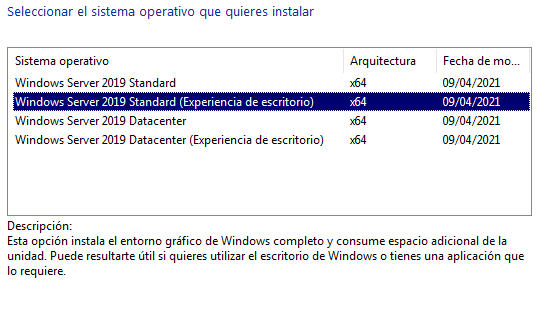 Seleccionar el sistema operativo que quieres instalar
Sistema operativo Arquitectura Fecha de mo...
Windows Server 2019 Standard x64 09/04/2021
Windows Server 2019 Standard (Experiencia de escritorio) x64 09/04/2021
Windows Server 2019 Datacenter x64 09/04/2021
Windows Server 2019 Datacenter (Experiencia de escritorio) x64 09/04/2021
Descripción:
Esta opción instala el entorno gráfico de Windows completo y consume espacio adicional de la
unidad. Puede resultarte útil si quieres utilizar el escritorio de Windows o tienes una aplicación que
lo requiere.